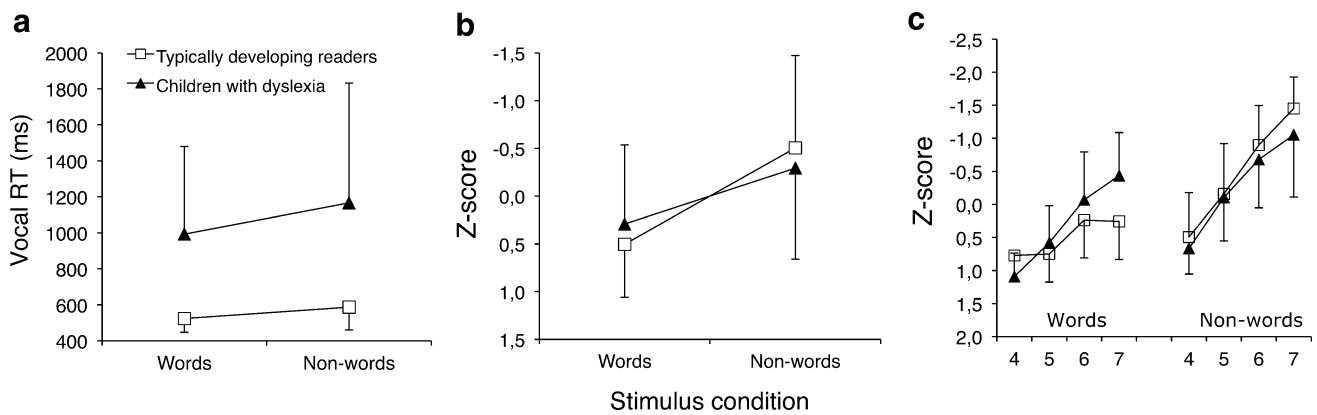 a
Vocal RT (ms)
2000
1800
1600
1400
1200
1000
800
600
400
Typically developing readers
Children with dyslexia
Words
Non-words
b
Z-score
-1,5
-1,0
-0,5
0,0
0,5
1,0
1,5
Words
Non-words
Stimulus condition
c
Z-score
-2,5
-2,0
-1,5
-1,0
-0,5
0,0
0,5
1,0
1,5
2,0
Words
Non-words
4 5 6 7 4 5 6 7